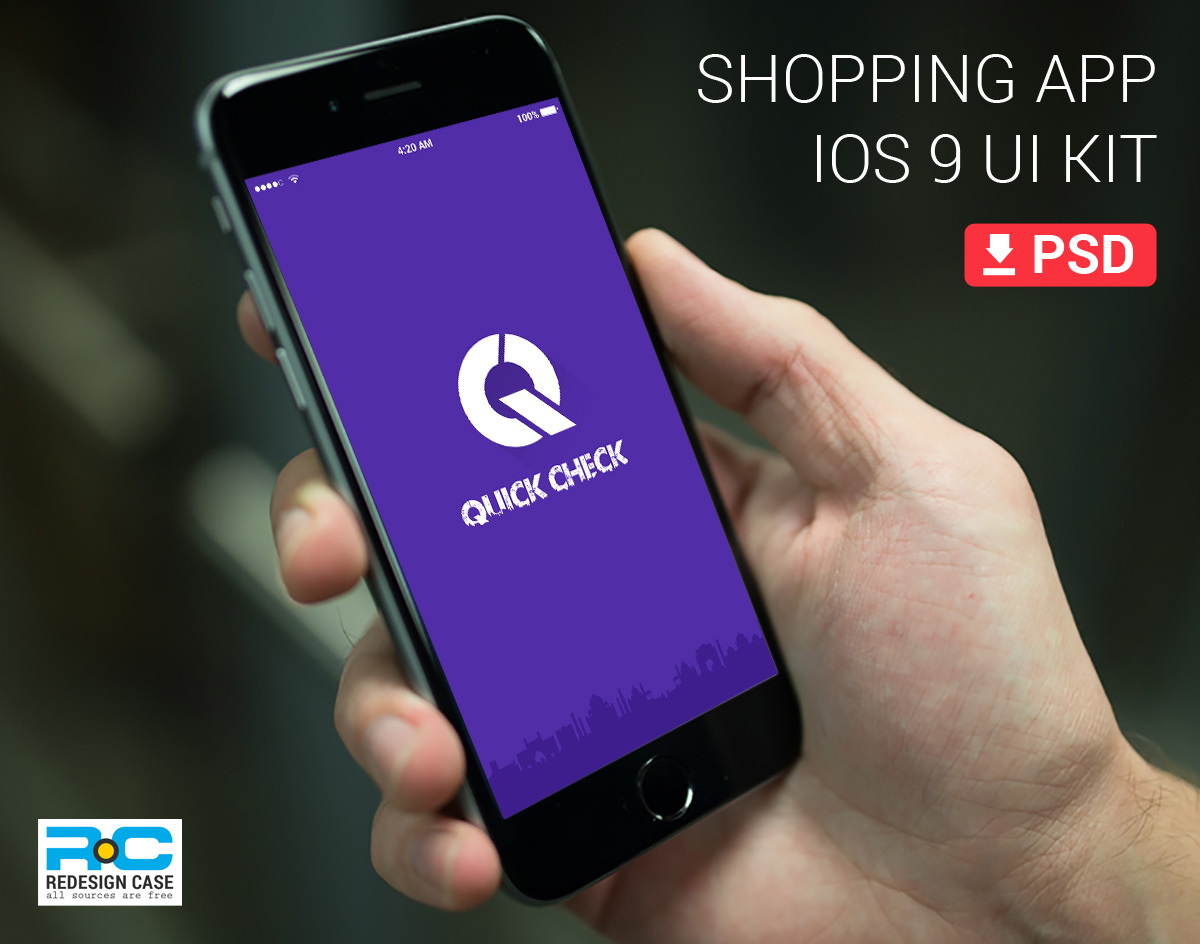 SHOPPING APP
IOS 9 UI KIT
PSD
100%
4:20 AM
QUICK CHECK
RC
REDESIGN CASE
all sources are free